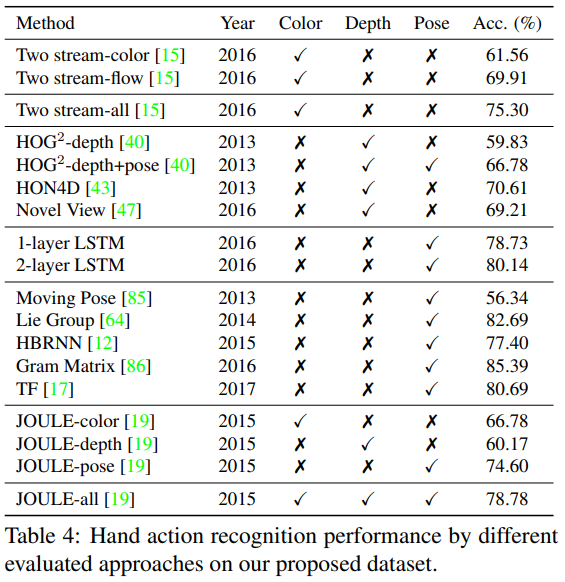 Method Year Color Depth Pose Acc. (%)
Two stream-color [15] 2016 ✓ ✗ ✗ 61.56
Two stream-flow [15] 2016 ✓ ✗ ✗ 69.91
Two stream-all [15] 2016 ✓ ✗ ✗ 75.30
HOG²-depth [40] 2013 ✗ ✓ ✗ 59.83
HOG²-depth+pose [40] 2013 ✗ ✓ ✓ 66.78
HON4D [43] 2013 ✗ ✓ ✗ 70.61
Novel View [47] 2016 ✗ ✓ ✗ 69.21
1-layer LSTM 2016 ✗ ✗ ✓ 78.73
2-layer LSTM 2016 ✗ ✗ ✓ 80.14
Moving Pose [85] 2013 ✗ ✗ ✓ 56.34
Lie Group [64] 2014 ✗ ✗ ✓ 82.69
HBRNN [12] 2015 ✗ ✗ ✓ 77.40
Gram Matrix [86] 2016 ✗ ✗ ✓ 85.39
TF [17] 2017 ✗ ✗ ✓ 80.69
JOULE-color [19] 2015 ✓ ✗ ✗ 66.78
JOULE-depth [19] 2015 ✗ ✓ ✗ 60.17
JOULE-pose [19] 2015 ✗ ✗ ✓ 74.60
JOULE-all [19] 2015 ✓ ✓ ✓ 78.78
Table 4: Hand action recognition performance by different
evaluated approaches on our proposed dataset.